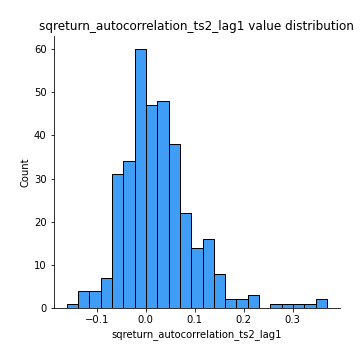 sqreturn_autocorrelation_ts2_lag1 value distribution
60
50
40
30
20
10
0
Count
−0.1 0.0 0.1 0.2 0.3
sqreturn_autocorrelation_ts2_lag1